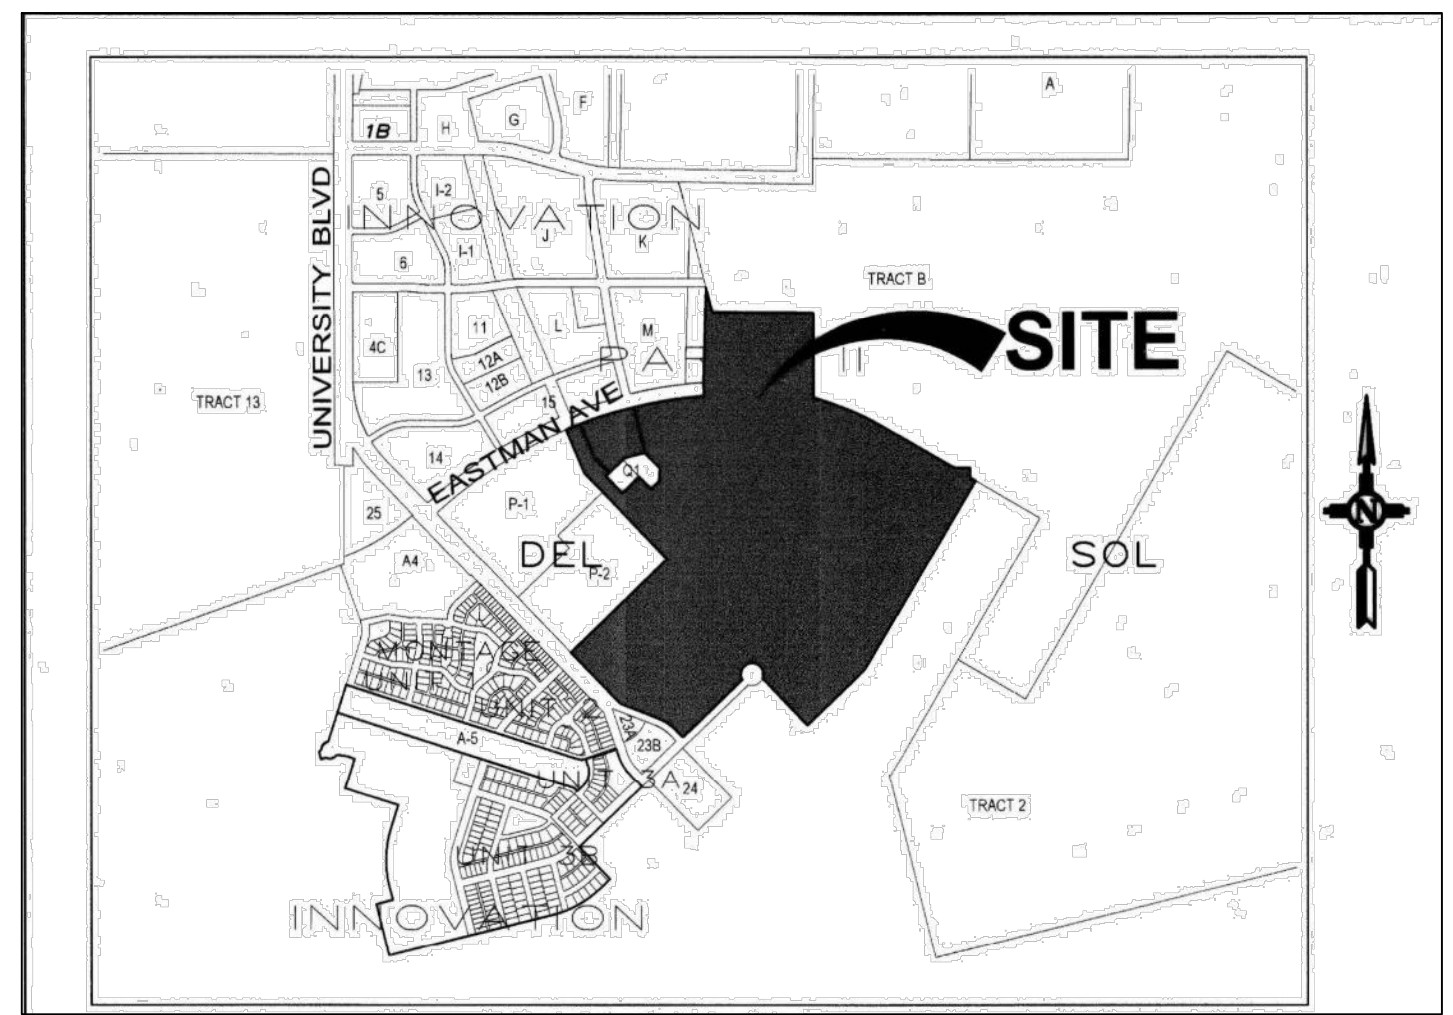 A
F
G
H
1B
5
I-2
INNOVATION
J
K
I-1
6
UNIVERSITY BLVD
TRACT B
11
L
M
SITE
4C
12A
PAR
II
13
12B
TRACT 13
15
EASTMAN AVE
14
Q1
25
P-1
N
A4
DEL
P-2
SOL
MONTAGE
UNIT 1
UNIT 2
23A
A-5
23B
UNIT 3A
24
TRACT 2
UNIT 3B
INNOVATION